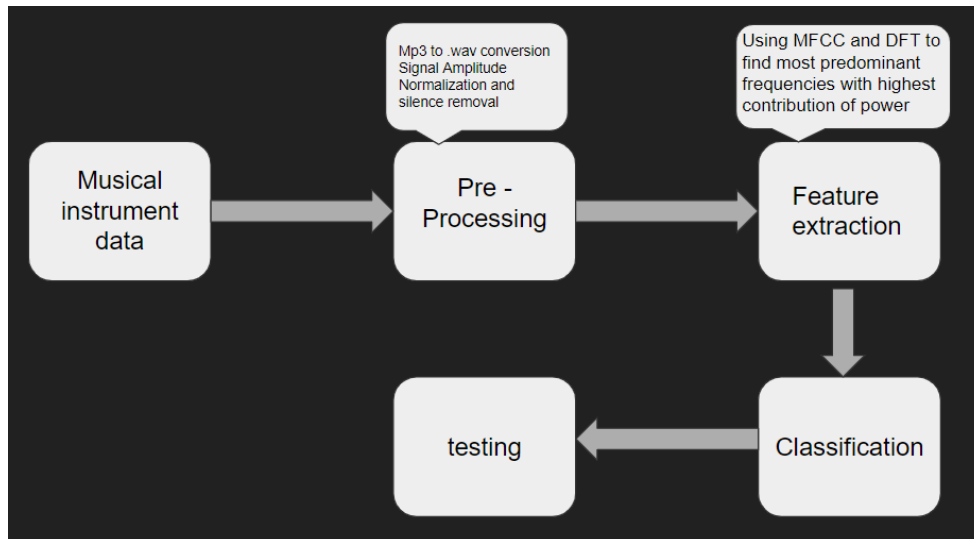 Mp3 to .wav conversion
Signal Amplitude
Normalization and
silence removal
Using MFCC and DFT to
find most predominant
frequencies with highest
contribution of power
Musical
instrument
data
Pre -
Processing
Feature
extraction
testing
Classification